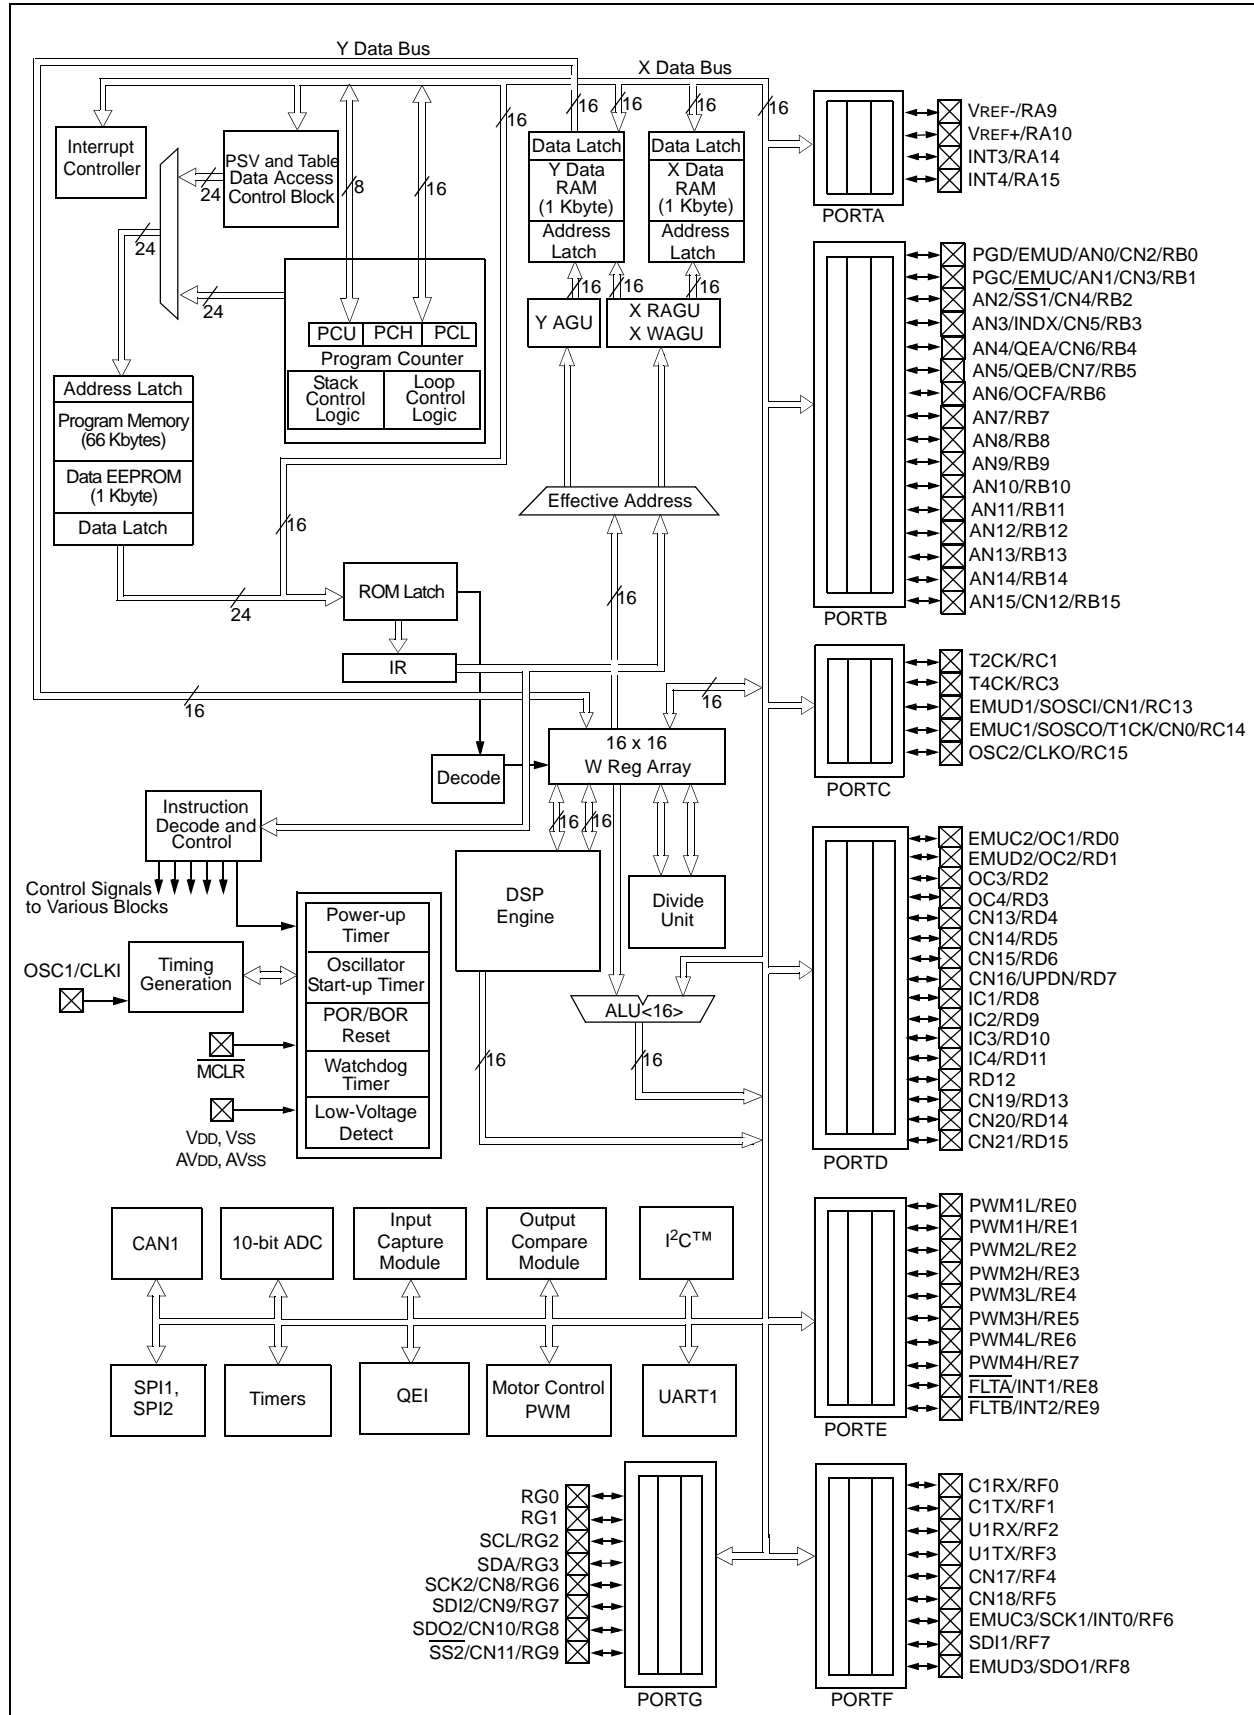 Y Data Bus
X Data Bus
Interrupt
Controller
PSV and Table
Data Access
Control Block
24
24
24
8
16
16
16
16
16
16
Data Latch
Y Data
RAM
(1 Kbyte)
Address
Latch
Data Latch
X Data
RAM
(1 Kbyte)
Address
Latch
16
16
16
Y AGU
X RAGU
X WAGU
PCU
PCH
PCL
Program Counter
Stack
Control
Logic
Loop
Control
Logic
Address Latch
Program Memory
(66 Kbytes)
Data EEPROM
(1 Kbyte)
Data Latch
Effective Address
16
24
16
ROM Latch
IR
16
16
16 x 16
W Reg Array
Decode
Instruction
Decode and
Control
Control Signals
to Various Blocks
16
16
DSP
Engine
Divide
Unit
OSC1/CLKI
Timing
Generation
Power-up
Timer
Oscillator
Start-up Timer
POR/BOR
Reset
Watchdog
Timer
Low-Voltage
Detect
MCLR
VDD, VSS
AVDD, AVSS
ALU<16>
16
16
CAN1
10-bit ADC
Input
Capture
Module
Output
Compare
Module
I²C™
SPI1,
SPI2
Timers
QEI
Motor Control
PWM
UART1
VREF-/RA9
VREF+/RA10
INT3/RA14
INT4/RA15
PORTA
PGD/EMUD/AN0/CN2/RB0
PGC/EMUC/AN1/CN3/RB1
AN2/SS1/CN4/RB2
AN3/INDX/CN5/RB3
AN4/QEA/CN6/RB4
AN5/QEB/CN7/RB5
AN6/OCFA/RB6
AN7/RB7
AN8/RB8
AN9/RB9
AN10/RB10
AN11/RB11
AN12/RB12
AN13/RB13
AN14/RB14
AN15/CN12/RB15
PORTB
T2CK/RC1
T4CK/RC3
EMUD1/SOSCI/CN1/RC13
EMUC1/SOSCO/T1CK/CN0/RC14
OSC2/CLKO/RC15
PORTC
EMUC2/OC1/RD0
EMUD2/OC2/RD1
OC3/RD2
OC4/RD3
CN13/RD4
CN14/RD5
CN15/RD6
CN16/UPDN/RD7
IC1/RD8
IC2/RD9
IC3/RD10
IC4/RD11
RD12
CN19/RD13
CN20/RD14
CN21/RD15
PORTD
PWM1L/RE0
PWM1H/RE1
PWM2L/RE2
PWM2H/RE3
PWM3L/RE4
PWM3H/RE5
PWM4L/RE6
PWM4H/RE7
FLTA/INT1/RE8
FLTB/INT2/RE9
PORTE
RG0
RG1
SCL/RG2
SDA/RG3
SCK2/CN8/RG6
SDI2/CN9/RG7
SDO2/CN10/RG8
SS2/CN11/RG9
PORTG
C1RX/RF0
C1TX/RF1
U1RX/RF2
U1TX/RF3
CN17/RF4
CN18/RF5
EMUC3/SCK1/INT0/RF6
SDI1/RF7
EMUD3/SDO1/RF8
PORTF